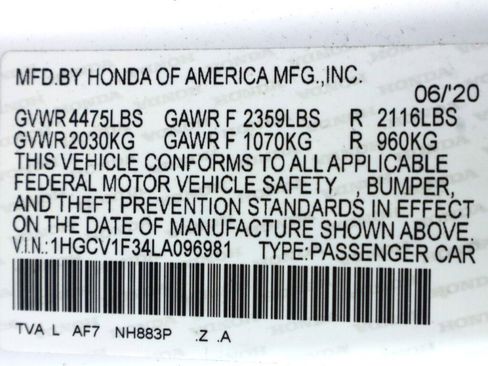 MFD.BY HONDA OF AMERICA MFG.,INC.
06/'20
GVWR 4475LBS GAWR F 2359LBS R 2116LBS
GVWR 2030KG GAWR F 1070KG R 960KG
THIS VEHICLE CONFORMS TO ALL APPLICABLE
FEDERAL MOTOR VEHICLE SAFETY , BUMPER,
AND THEFT PREVENTION STANDARDS IN EFFECT
ON THE DATE OF MANUFACTURE SHOWN ABOVE.
V.I.N.:1HGCV1F34LA096981 TYPE:PASSENGER CAR
TVA L AF7 NH883P .Z .A